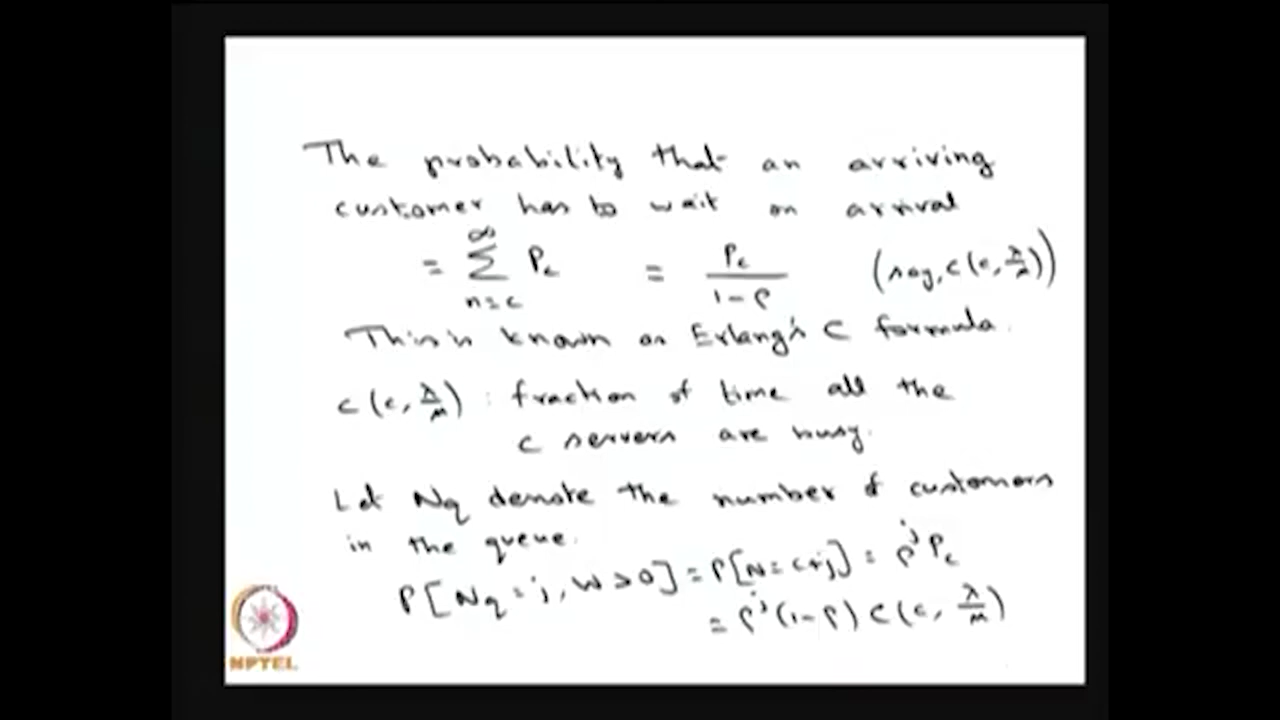 The probability that an arriving
customer has to wait on arrival
= ∑_{n=c}^{∞} P_c = P_c / (1-ρ) (say, C(c, λ/μ))
This is known as Erlang's C formula.
C(c, λ/μ) : fraction of time all the
c servers are busy.
Let Nq denote the number of customers
in the queue.
P[Nq = j, W > 0] = P[N = c+j] = ρ^j P_c
= ρ^j (1-ρ) C(c, λ/μ)
NPTEL